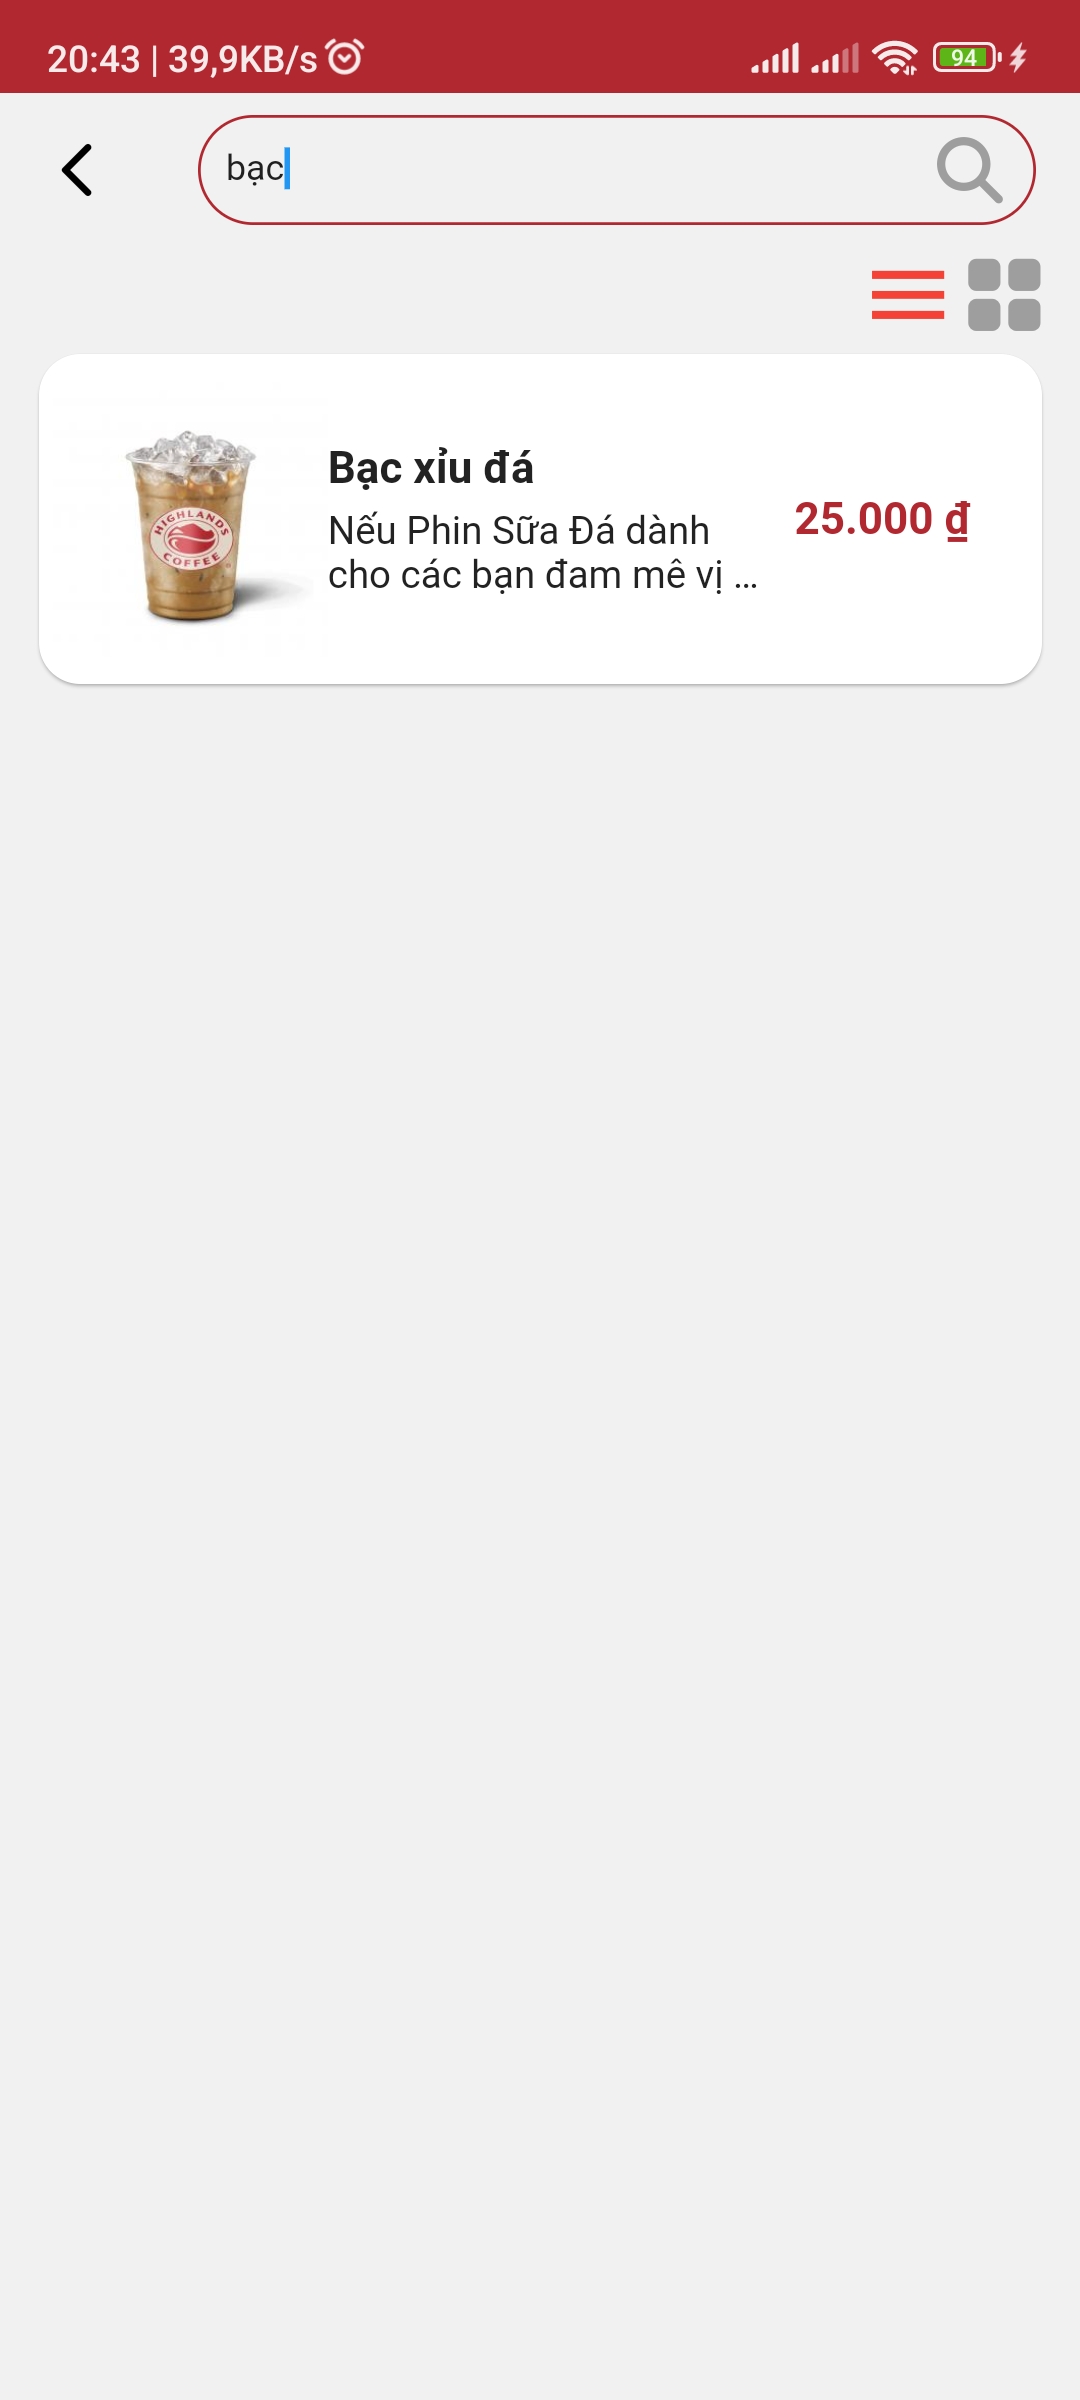 20:43 | 39,9KB/s
94
bạc
HIGHLANDS
COFFEE
Bạc xỉu đá
Nếu Phin Sữa Đá dành
cho các bạn đam mê vị ...
25.000 ₫